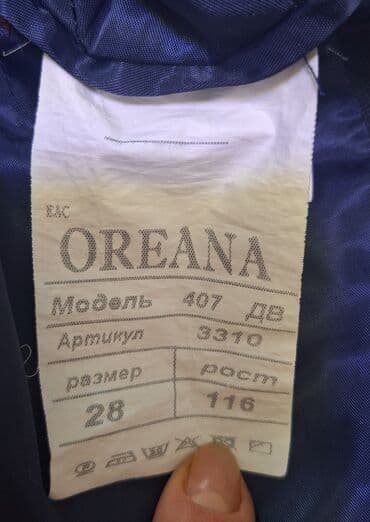 EAC
OREANA
Модель 407 ДВ
Артикул 3310
размер рост
28 116